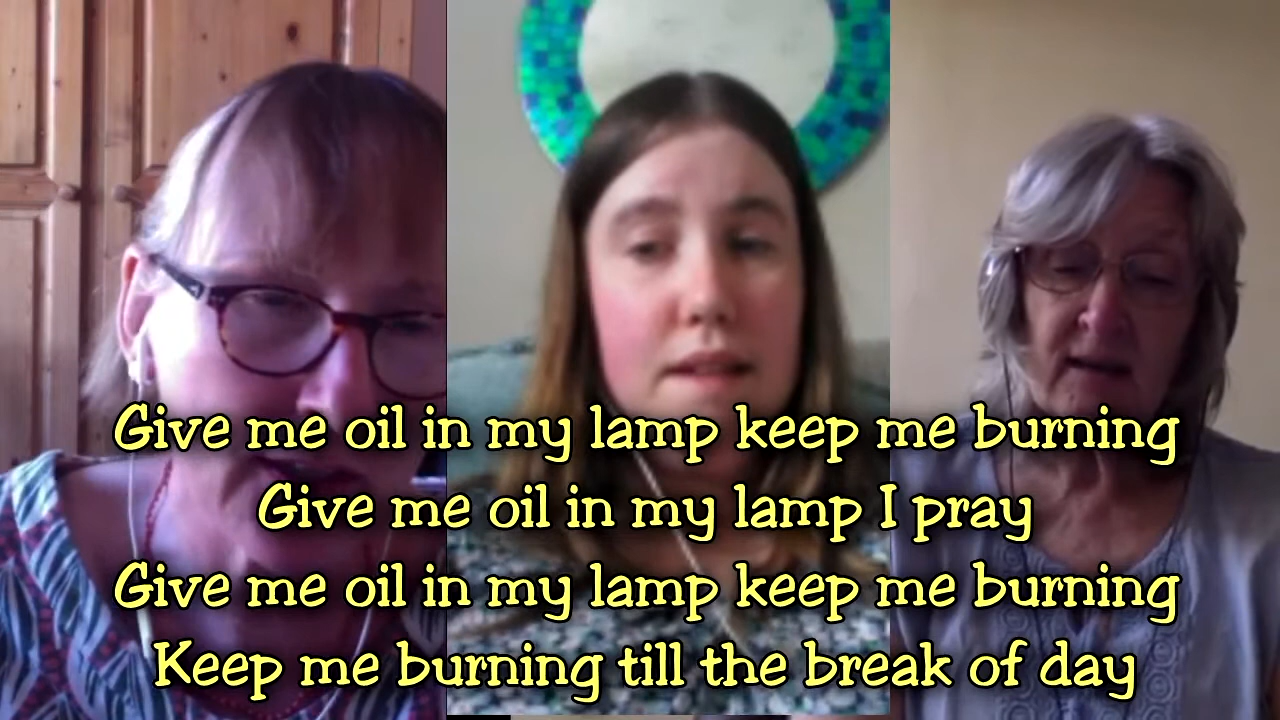 Give me oil in my lamp keep me burning
Give me oil in my lamp I pray
Give me oil in my lamp keep me burning
Keep me burning till the break of day